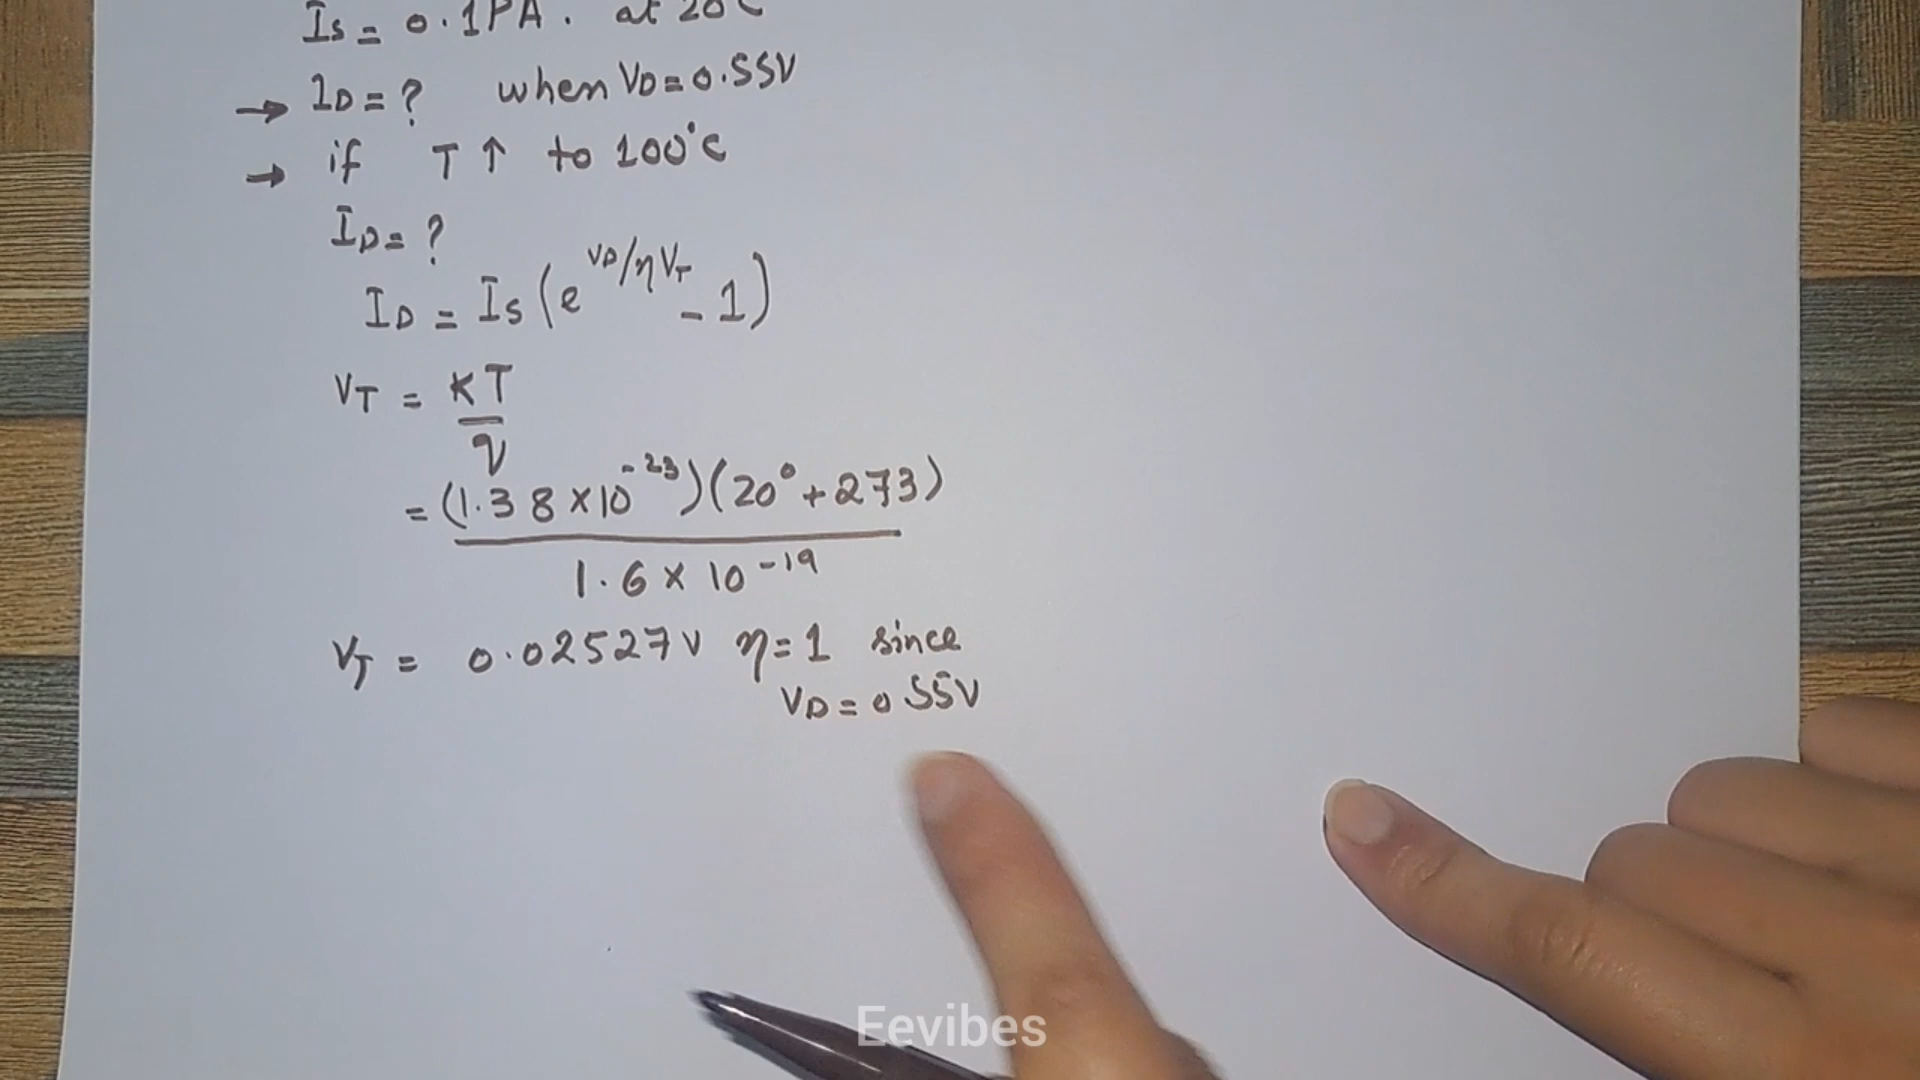 Is = 0.1PA. at 20°C
→ ID = ? when VD = 0.55V
→ if T ↑ to 100°C
ID = ?
ID = Is (e^VD/ηVT - 1)
VT = KT
q
= (1.38 × 10^-23)(20° + 273)
1.6 × 10^-19
VT = 0.02527V η = 1 since
VD = 0 55V
Eevibes